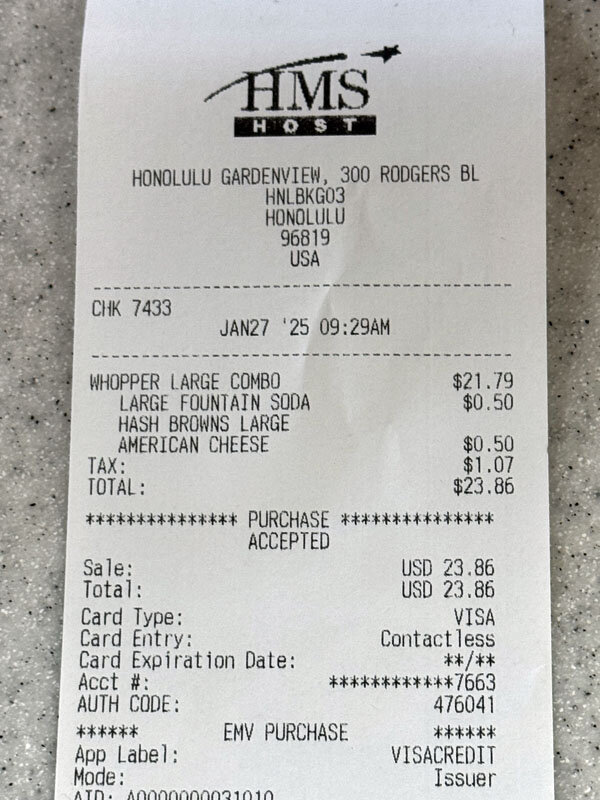 HMS
HOST
HONOLULU GARDENVIEW, 300 RODGERS BL
HNLBKG03
HONOLULU
96819
USA
------------------------------------------------
CHK 7433
JAN27 '25 09:29AM
------------------------------------------------
WHOPPER LARGE COMBO $21.79
LARGE FOUNTAIN SODA $0.50
HASH BROWNS LARGE
AMERICAN CHEESE $0.50
TAX: $1.07
TOTAL: $23.86
*************** PURCHASE ***************
ACCEPTED
Sale: USD 23.86
Total: USD 23.86
Card Type: VISA
Card Entry: Contactless
Card Expiration Date: **/**
Acct #: ************7663
AUTH CODE: 476041
****** EMV PURCHASE ******
App Label: VISACREDIT
Mode: Issuer
AID: A0000000031010